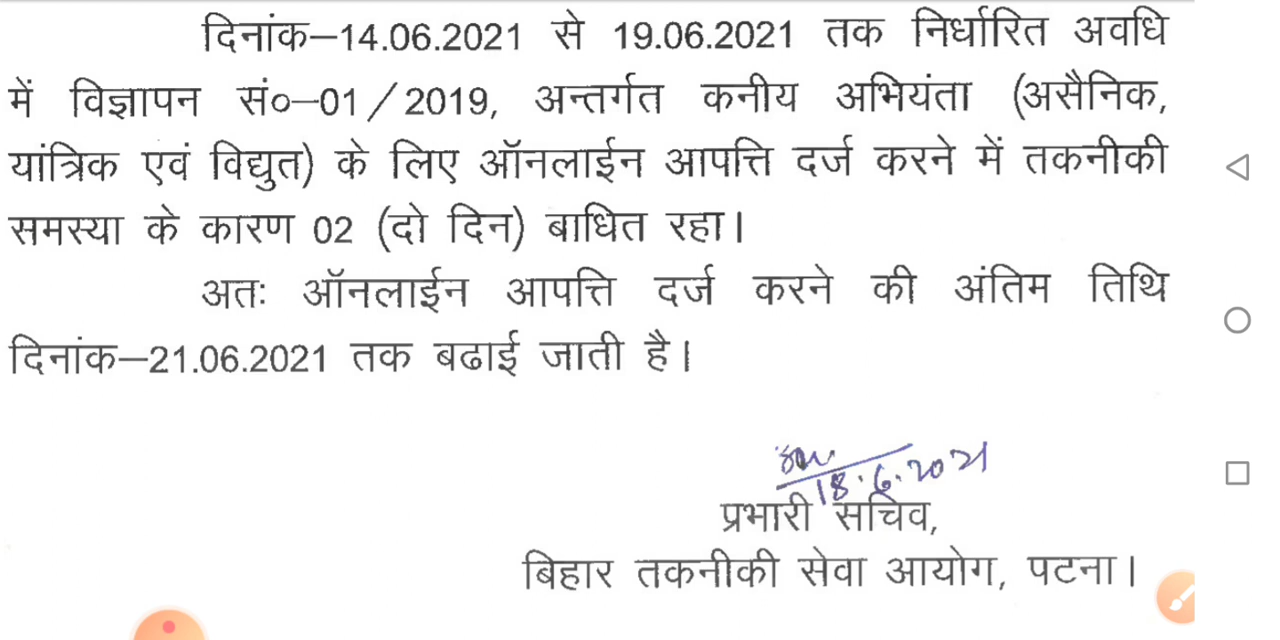 दिनांक–14.06.2021 से 19.06.2021 तक निर्धारित अवधि
में विज्ञापन सं०–01/2019, अन्तर्गत कनीय अभियंता (असैनिक,
यांत्रिक एवं विद्युत) के लिए ऑनलाईन आपत्ति दर्ज करने में तकनीकी
समस्या के कारण 02 (दो दिन) बाधित रहा।
अतः ऑनलाईन आपत्ति दर्ज करने की अंतिम तिथि
दिनांक–21.06.2021 तक बढाई जाती है।
18.6.2021
प्रभारी सचिव,
बिहार तकनीकी सेवा आयोग, पटना।